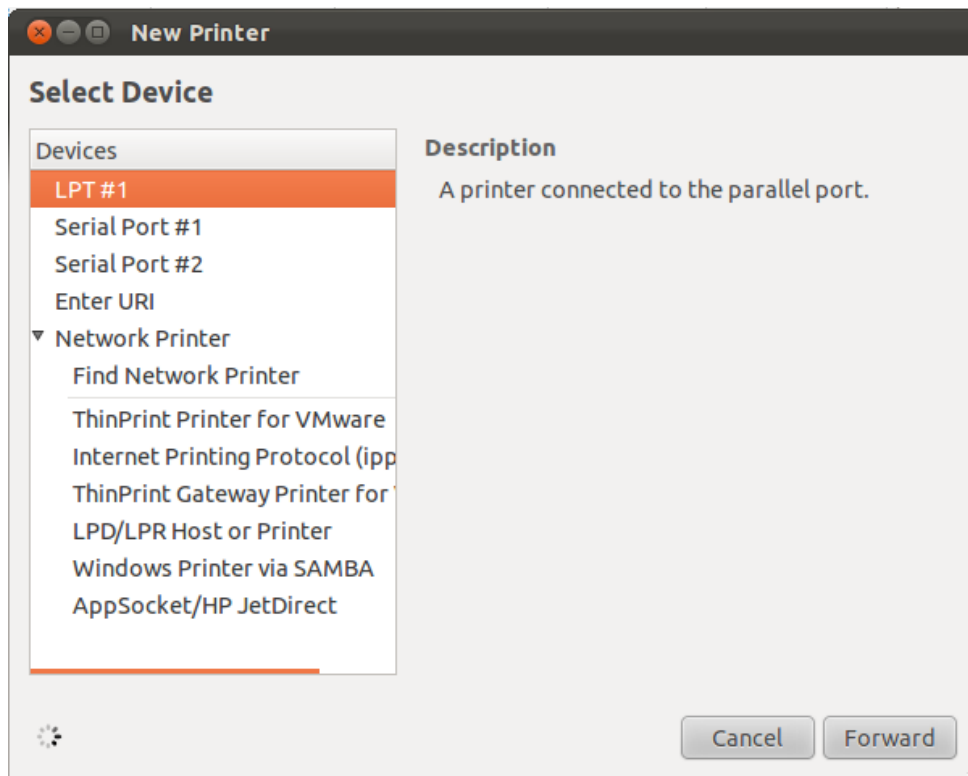 New Printer
Select Device
Devices
LPT #1
Serial Port #1
Serial Port #2
Enter URI
Network Printer
Find Network Printer
ThinPrint Printer for VMware
Internet Printing Protocol (ipp
ThinPrint Gateway Printer for
LPD/LPR Host or Printer
Windows Printer via SAMBA
AppSocket/HP JetDirect
Description
A printer connected to the parallel port.
Cancel
Forward